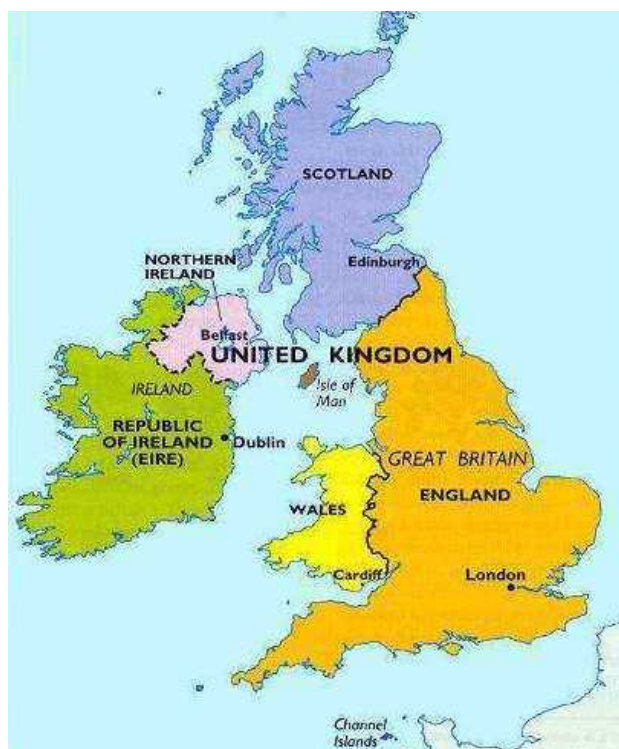 SCOTLAND
Edinburgh
NORTHERN
IRELAND
Belfast
UNITED KINGDOM
Isle of
Man
IRELAND
REPUBLIC
OF IRELAND
(EIRE)
Dublin
GREAT BRITAIN
ENGLAND
WALES
Cardiff
London
Channel
Islands